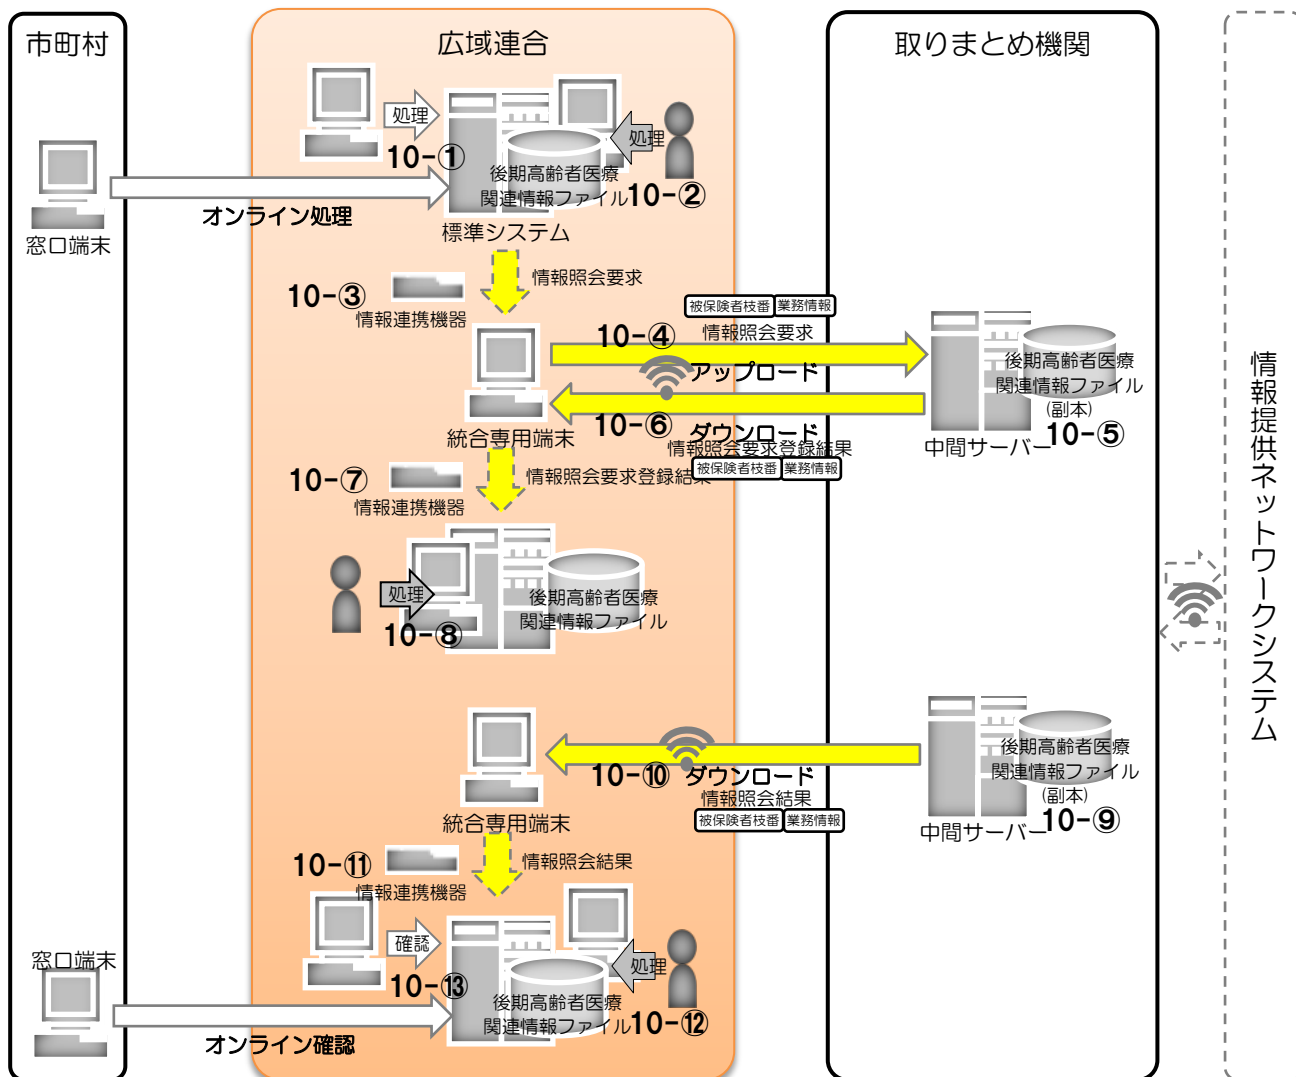 市町村
広域連合
取りまとめ機関
処理
10-①
処理
後期高齢者医療
関連情報ファイル
10-②
オンライン処理
窓口端末
標準システム
情報照会要求
10-③
情報連携機器
被保険者枝番 業務情報
10-④
情報照会要求
アップロード
後期高齢者医療
関連情報ファイル
(副本)
中間サーバー
10-⑤
10-⑥
ダウンロード
情報照会要求登録結果
被保険者枝番 業務情報
統合専用端末
10-⑦
情報連携機器
情報照会要求登録結果
処理
10-⑧
後期高齢者医療
関連情報ファイル
情報提供ネットワークシステム
後期高齢者医療
関連情報ファイル
(副本)
中間サーバー
10-⑨
10-⑩
ダウンロード
情報照会結果
被保険者枝番 業務情報
統合専用端末
10-⑪
情報連携機器
情報照会結果
確認
10-⑬
処理
後期高齢者医療
関連情報ファイル
10-⑫
窓口端末
オンライン確認